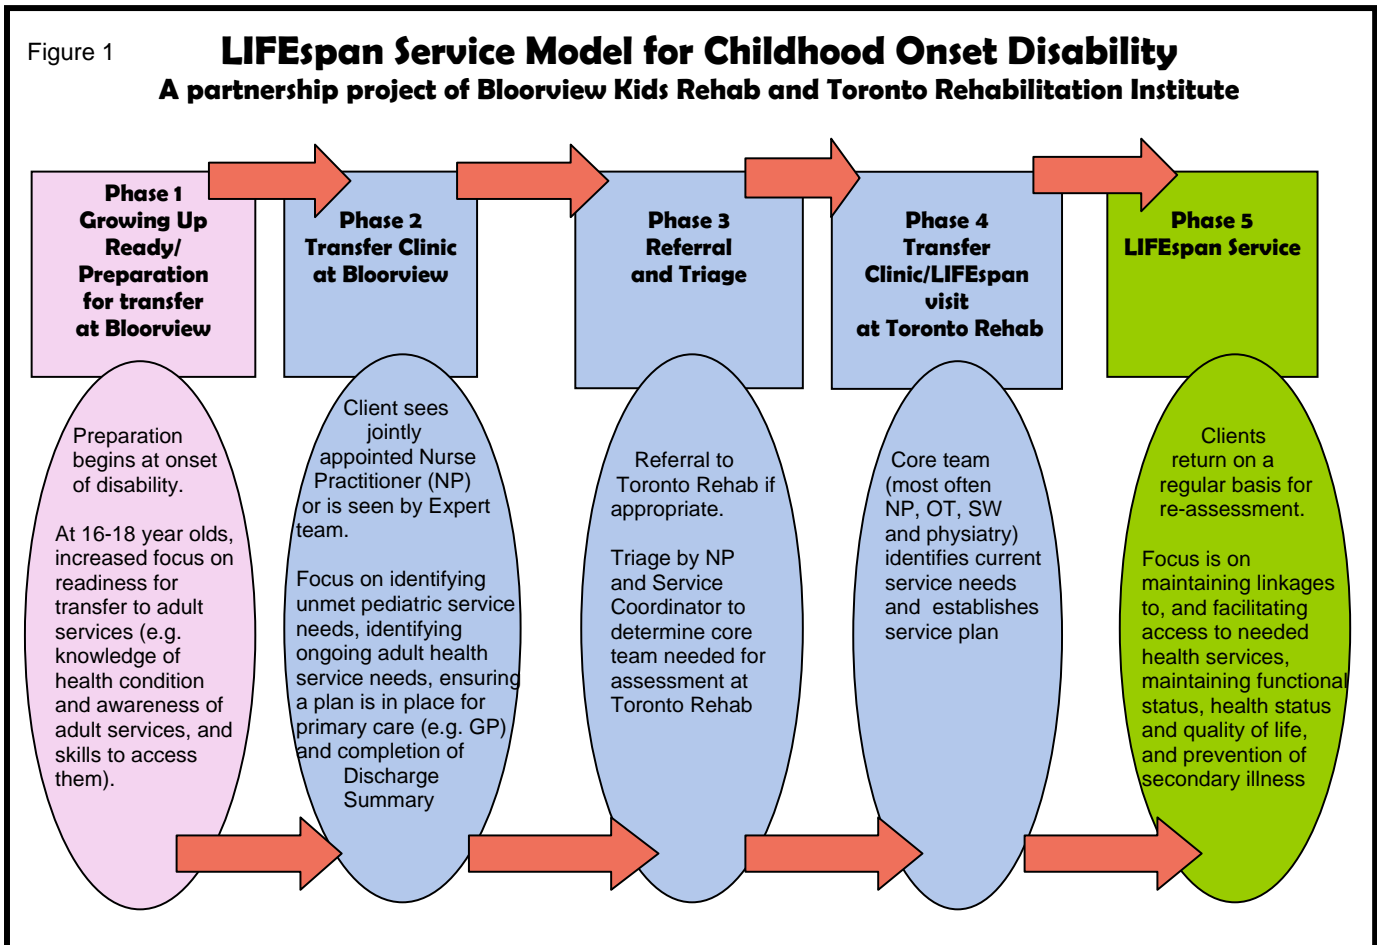 Figure 1
LIFEspan Service Model for Childhood Onset Disability
A partnership project of Bloorview Kids Rehab and Toronto Rehabilitation Institute
Phase 1
Growing Up
Ready/
Preparation
for transfer
at Bloorview
Phase 2
Transfer Clinic
at Bloorview
Phase 3
Referral
and Triage
Phase 4
Transfer
Clinic/LIFEspan
visit
at Toronto Rehab
Phase 5
LIFEspan Service
Preparation
begins at onset
of disability.
At 16-18 year olds,
increased focus on
readiness for
transfer to adult
services (e.g.
knowledge of
health condition
and awareness of
adult services, and
skills to access
them).
Client sees
jointly
appointed Nurse
Practitioner (NP)
or is seen by Expert
team.
Focus on identifying
unmet pediatric service
needs, identifying
ongoing adult health
service needs, ensuring
a plan is in place for
primary care (e.g. GP)
and completion of
Discharge
Summary
Referral to
Toronto Rehab if
appropriate.
Triage by NP
and Service
Coordinator to
determine core
team needed for
assessment at
Toronto Rehab
Core team
(most often
NP, OT, SW
and physiatry)
identifies current
service needs
and establishes
service plan
Clients
return on a
regular basis for
re-assessment.
Focus is on
maintaining linkages
to, and facilitating
access to needed
health services,
maintaining functional
status, health status
and quality of life,
and prevention of
secondary illness